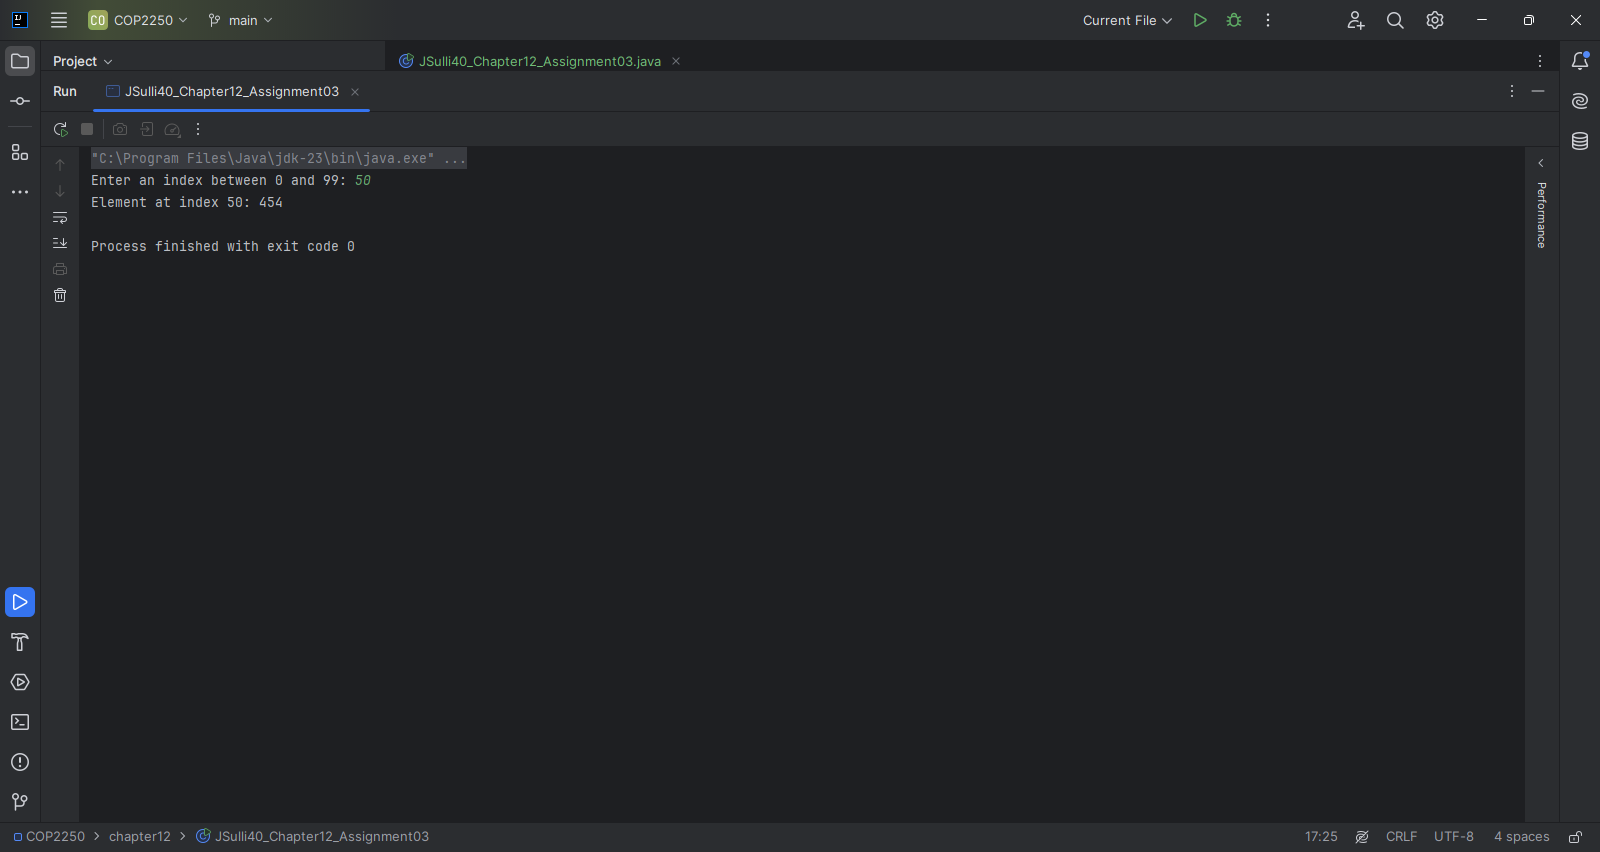 CO COP2250 main Current File
Project JSulli40_Chapter12_Assignment03.java
Run JSulli40_Chapter12_Assignment03
"C:\Program Files\Java\jdk-23\bin\java.exe" ...
Enter an index between 0 and 99: 50
Element at index 50: 454
Process finished with exit code 0
Performance
COP2250 chapter12 JSulli40_Chapter12_Assignment03 17:25 CRLF UTF-8 4 spaces